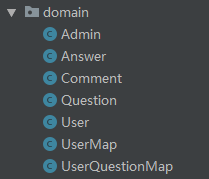 domain
Admin
Answer
Comment
Question
User
UserMap
UserQuestionMap